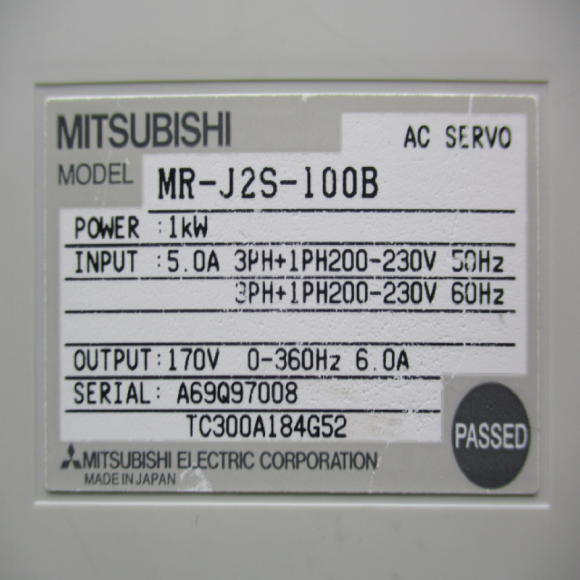 MITSUBISHI
AC SERVO
MODEL MR-J2S-100B
POWER :1kW
INPUT :5.0A 3PH+1PH200-230V 50Hz
3PH+1PH200-230V 60Hz
OUTPUT:170V 0-360Hz 6.0A
SERIAL: A69Q97008
TC300A184G52
PASSED
MITSUBISHI ELECTRIC CORPORATION
MADE IN JAPAN